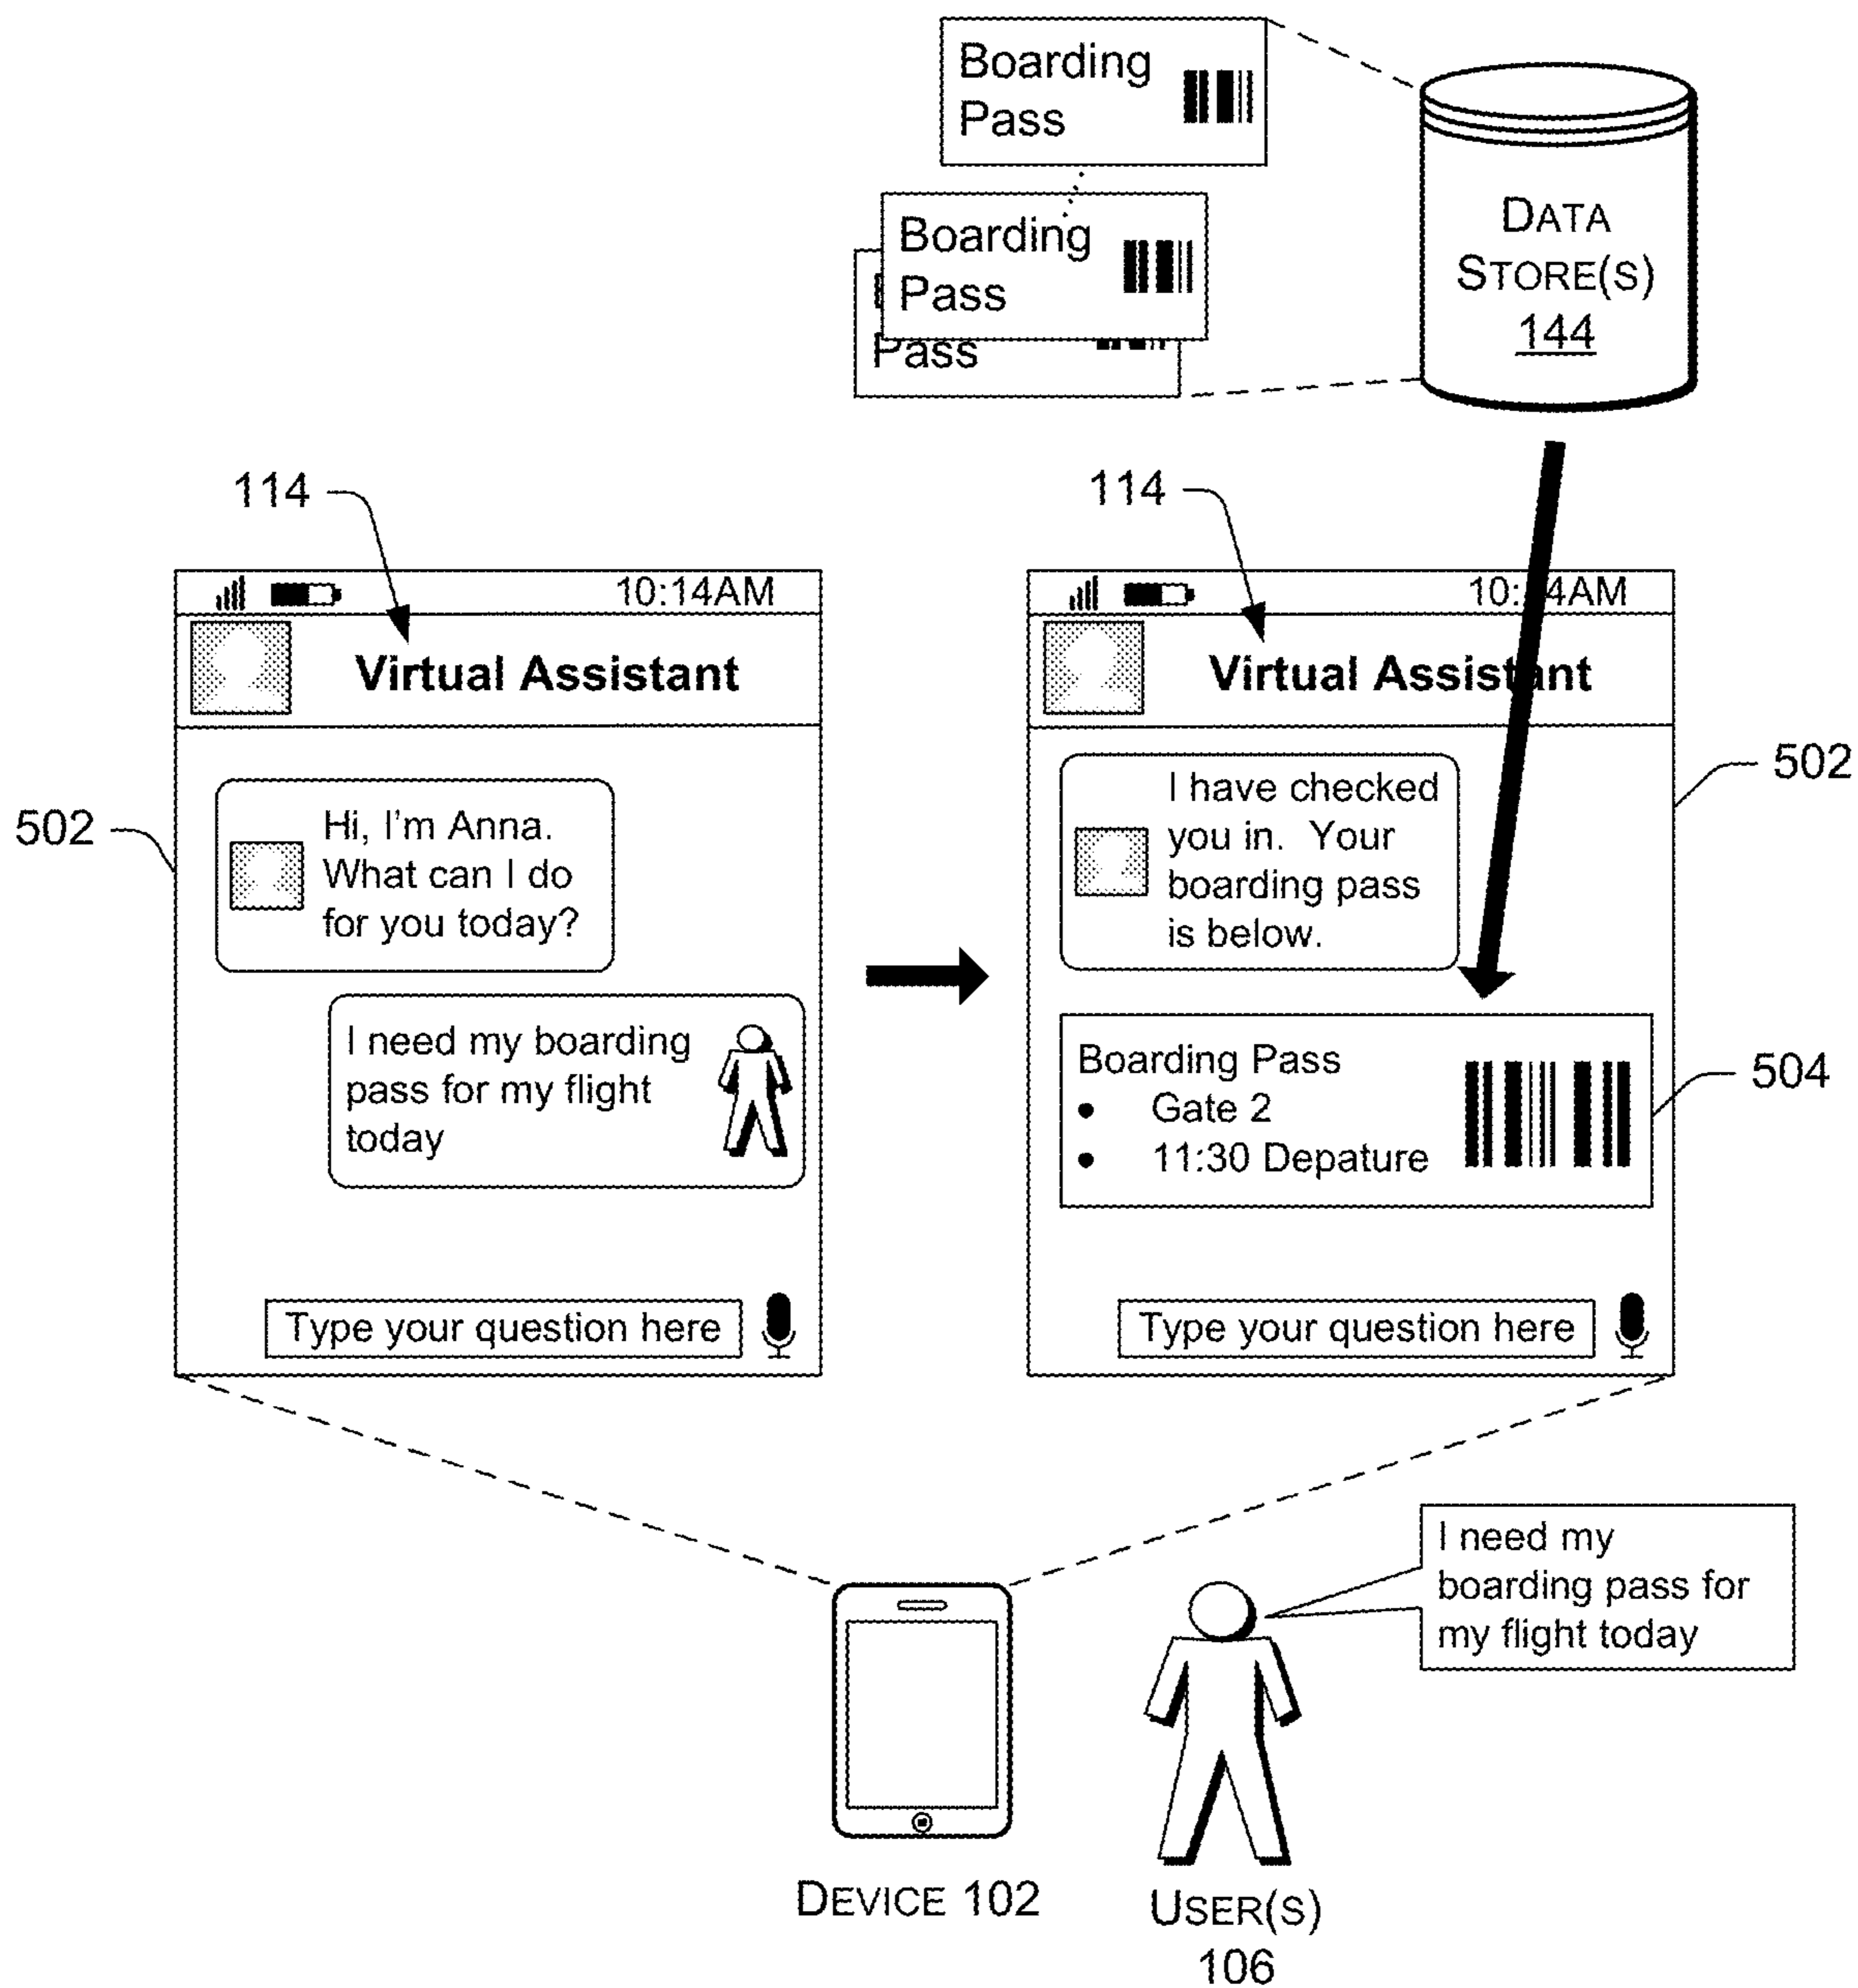 Boarding
Pass
Boarding
Pass
Pass
DATA
STORE(S)
144
114
114
10:14AM
Virtual Assistant
502
Hi, I'm Anna.
What can I do
for you today?
I need my boarding
pass for my flight
today
Type your question here
10:14AM
Virtual Assistant
502
I have checked
you in. Your
boarding pass
is below.
Boarding Pass
• Gate 2
• 11:30 Depature
504
Type your question here
I need my
boarding pass for
my flight today
DEVICE 102
USER(S)
106